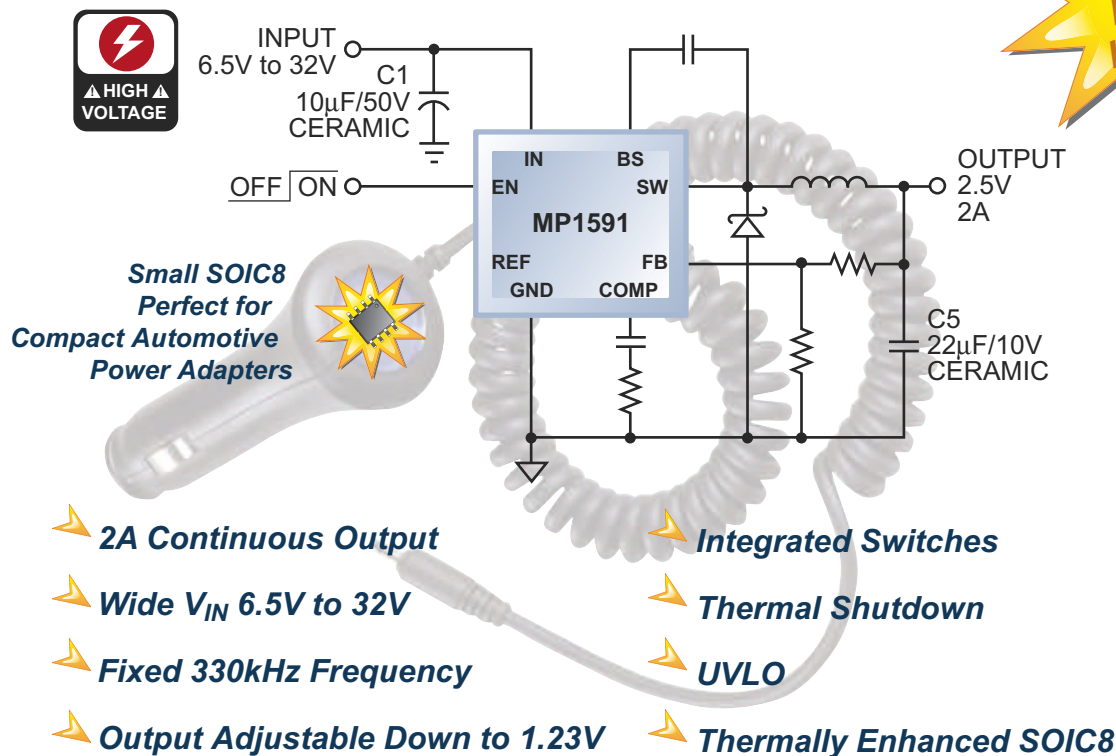 ⚠ HIGH ⚠
VOLTAGE
INPUT
6.5V to 32V
C1
10µF/50V
CERAMIC
OFF ON
IN
BS
EN
SW
MP1591
REF
FB
GND
COMP
OUTPUT
2.5V
2A
C5
22µF/10V
CERAMIC
Small SOIC8
Perfect for
Compact Automotive
Power Adapters
2A Continuous Output
Wide VIN 6.5V to 32V
Fixed 330kHz Frequency
Output Adjustable Down to 1.23V
Integrated Switches
Thermal Shutdown
UVLO
Thermally Enhanced SOIC8